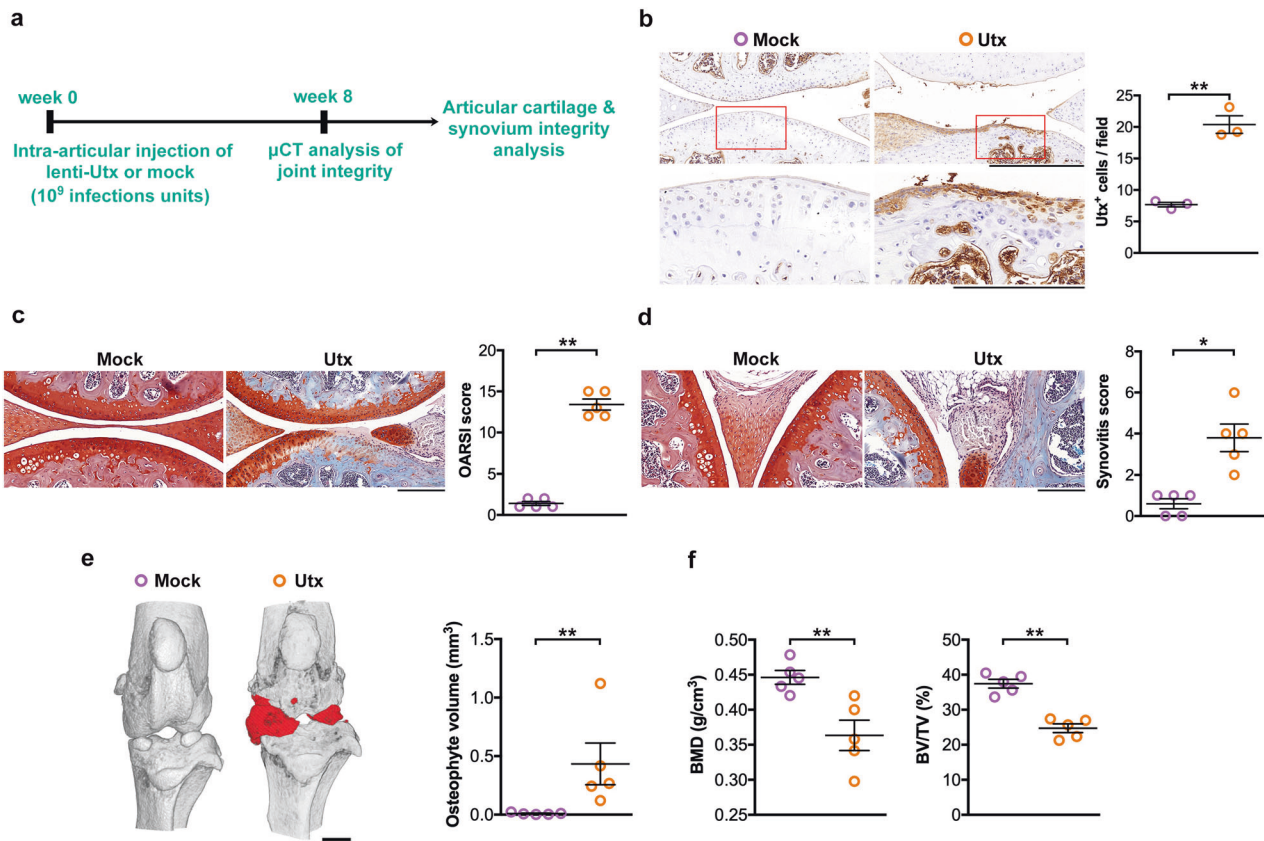 a
week 0
week 8
Intra-articular injection of
lenti-Utx or mock
(10⁹ infections units)
µCT analysis of
joint integrity
Articular cartilage &
synovium integrity
analysis
b
Mock
Utx
Utx⁺ cells / field
25
20
15
10
5
0
**
c
Mock
Utx
OARSI score
20
15
10
5
0
**
d
Mock
Utx
Synovitis score
8
6
4
2
0
*
e
Mock
Utx
Osteophyte volume (mm³)
1.5
1.0
0.5
0.0
**
f
BMD (g/cm³)
0.50
0.45
0.40
0.35
0.30
0.25
**
BV/TV (%)
50
40
30
20
10
0
**